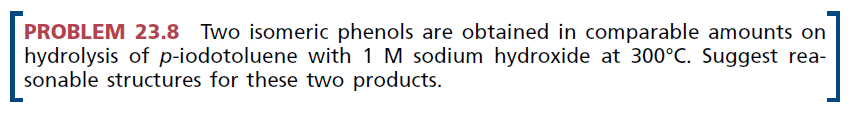 PROBLEM 23.8 Two isomeric phenols are obtained in comparable amounts on
hydrolysis of p-iodotoluene with 1 M sodium hydroxide at 300°C. Suggest rea-
sonable structures for these two products.